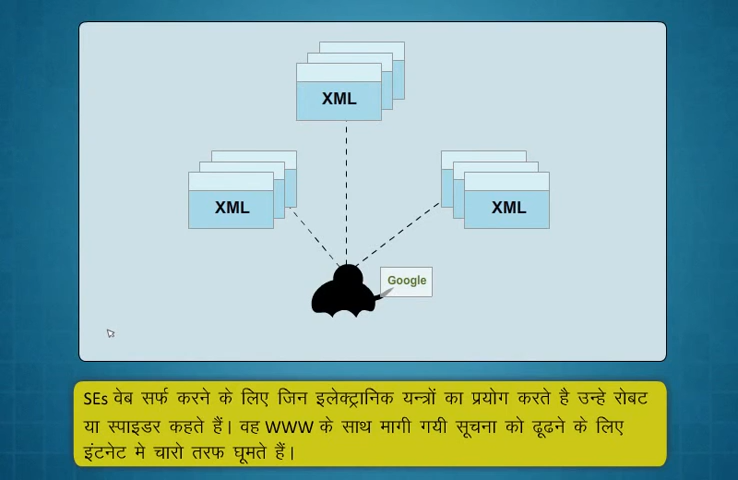 XML
XML
XML
Google
SEs वेब सर्फ करने के लिए जिन इलेक्ट्रानिक यन्त्रों का प्रयोग करते है उन्हे रोबट
या स्पाइडर कहते हैं। वह WWW के साथ मागी गयी सूचना को ढूढने के लिए
इंटनेट मे चारो तरफ घूमते हैं।